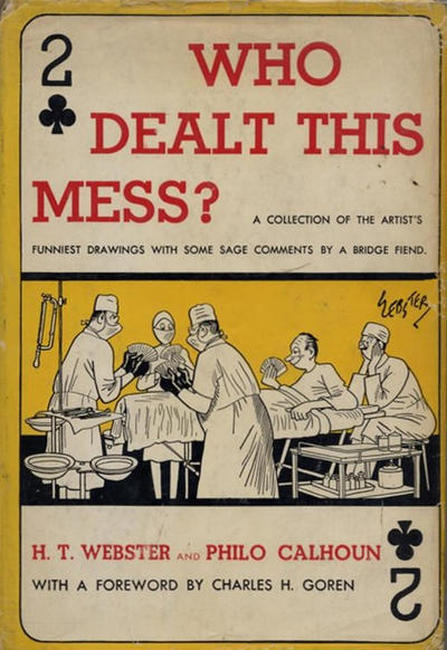 2
WHO
DEALT THIS
MESS?
A COLLECTION OF THE ARTIST'S
FUNNIEST DRAWINGS WITH SOME SAGE COMMENTS BY A BRIDGE FIEND.
WEBSTER
H. T. WEBSTER AND PHILO CALHOUN
WITH A FOREWORD BY CHARLES H. GOREN
2